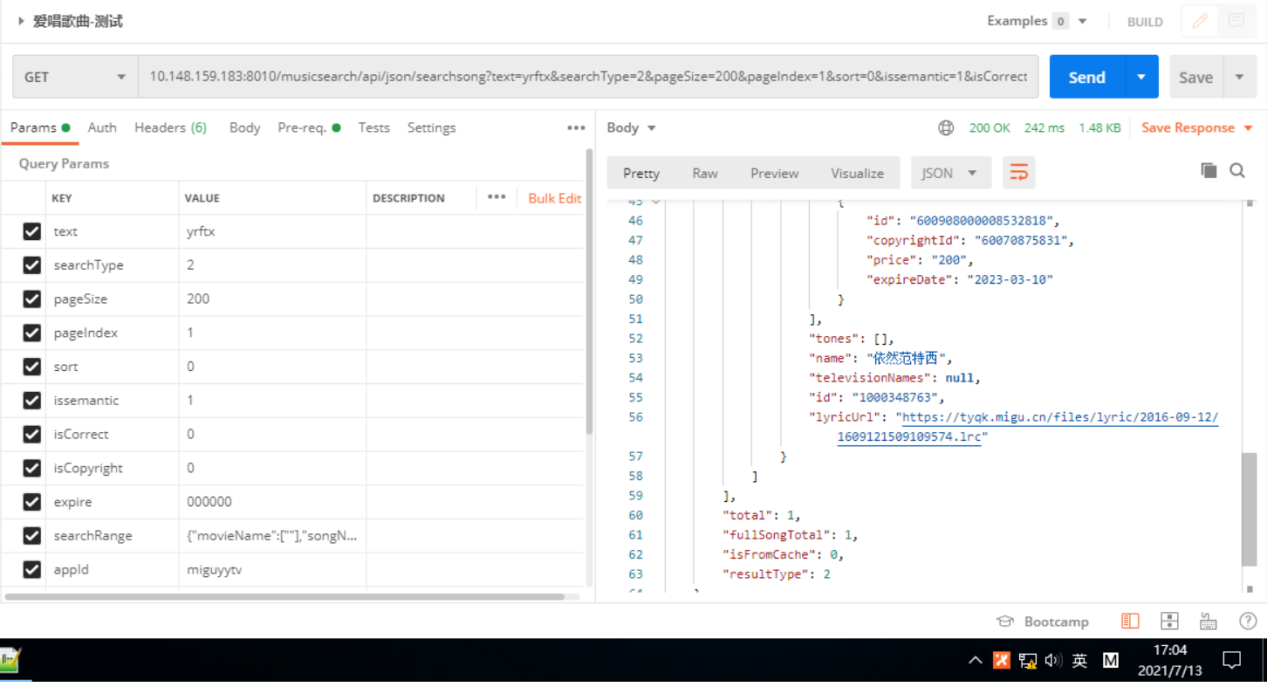 爱唱歌曲-测试
Examples 0 BUILD
GET 10.148.159.183:8010/musicsearch/api/json/searchsong?text=yrftx&searchType=2&pageSize=200&pageIndex=1&sort=0&issemantic=1&isCorrect Send Save
Params Auth Headers (6) Body Pre-req. Tests Settings ...
Query Params
KEY VALUE DESCRIPTION ... Bulk Edit
text yrftx
searchType 2
pageSize 200
pageIndex 1
sort 0
issemantic 1
isCorrect 0
isCopyright 0
expire 000000
searchRange {"movieName":[""],"songN...
appId miguyytv
Body 200 OK 242 ms 1.48 KB Save Response
Pretty Raw Preview Visualize JSON
45 {
46 "id": "600908000008532818",
47 "copyrightId": "60070875831",
48 "price": "200",
49 "expireDate": "2023-03-10"
50 }
51 ],
52 "tones": [],
53 "name": "依然范特西",
54 "televisionNames": null,
55 "id": "1000348763",
56 "lyricUrl": "https://tyqk.migu.cn/files/lyric/2016-09-12/
1609121509109574.lrc"
57 }
58 ]
59 ],
60 "total": 1,
61 "fullSongTotal": 1,
62 "isFromCache": 0,
63 "resultType": 2
Bootcamp
英 M 17:04
2021/7/13